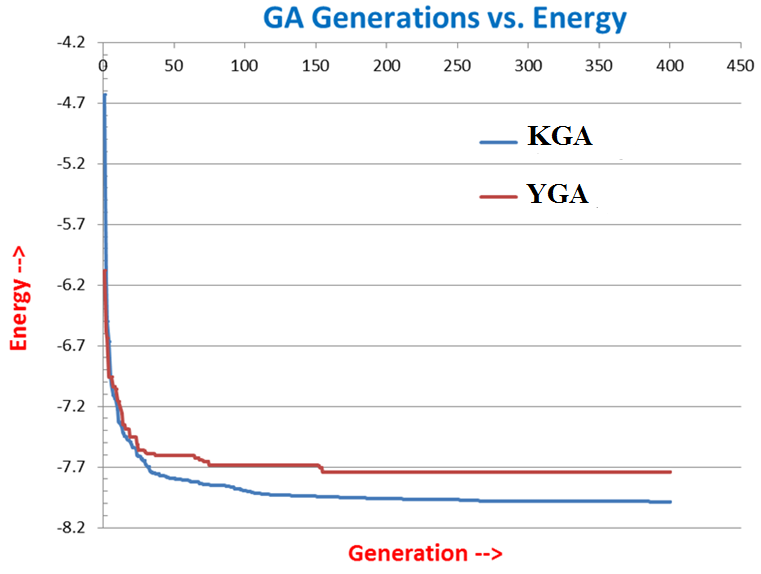 GA Generations vs. Energy
-4.2
0 50 100 150 200 250 300 350 400 450
-4.7
KGA
-5.2
YGA
-5.7
-6.2
Energy -->
-6.7
-7.2
-7.7
-8.2
Generation -->